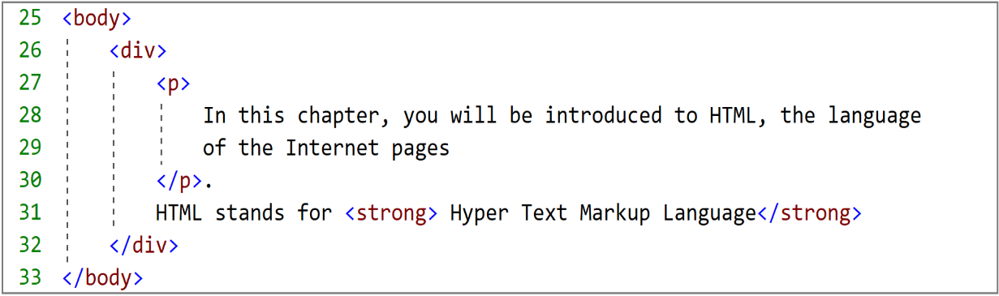 25 <body>
26     <div>
27         <p>
28             In this chapter, you will be introduced to HTML, the language
29             of the Internet pages
30         </p>.
31         HTML stands for <strong> Hyper Text Markup Language</strong>
32     </div>
33 </body>